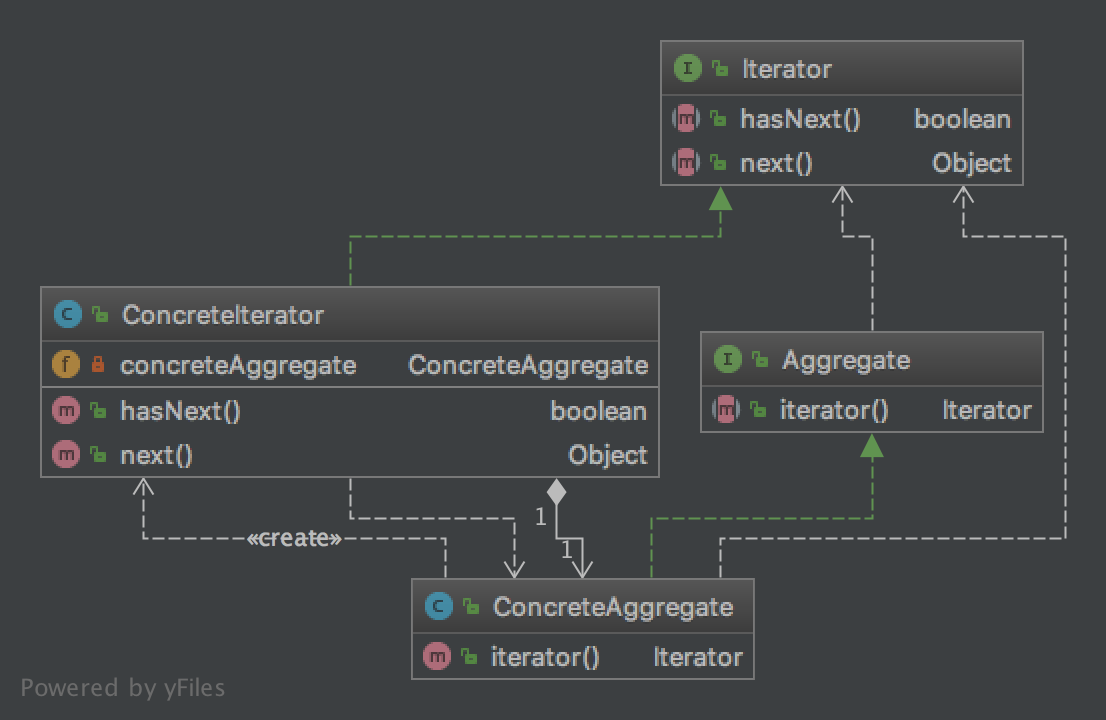 I Iterator
m hasNext() boolean
m next() Object
C ConcreteIterator
f concreteAggregate ConcreteAggregate
m hasNext() boolean
m next() Object
I Aggregate
m iterator() Iterator
1
«create»
1
C ConcreteAggregate
m iterator() Iterator
Powered by yFiles